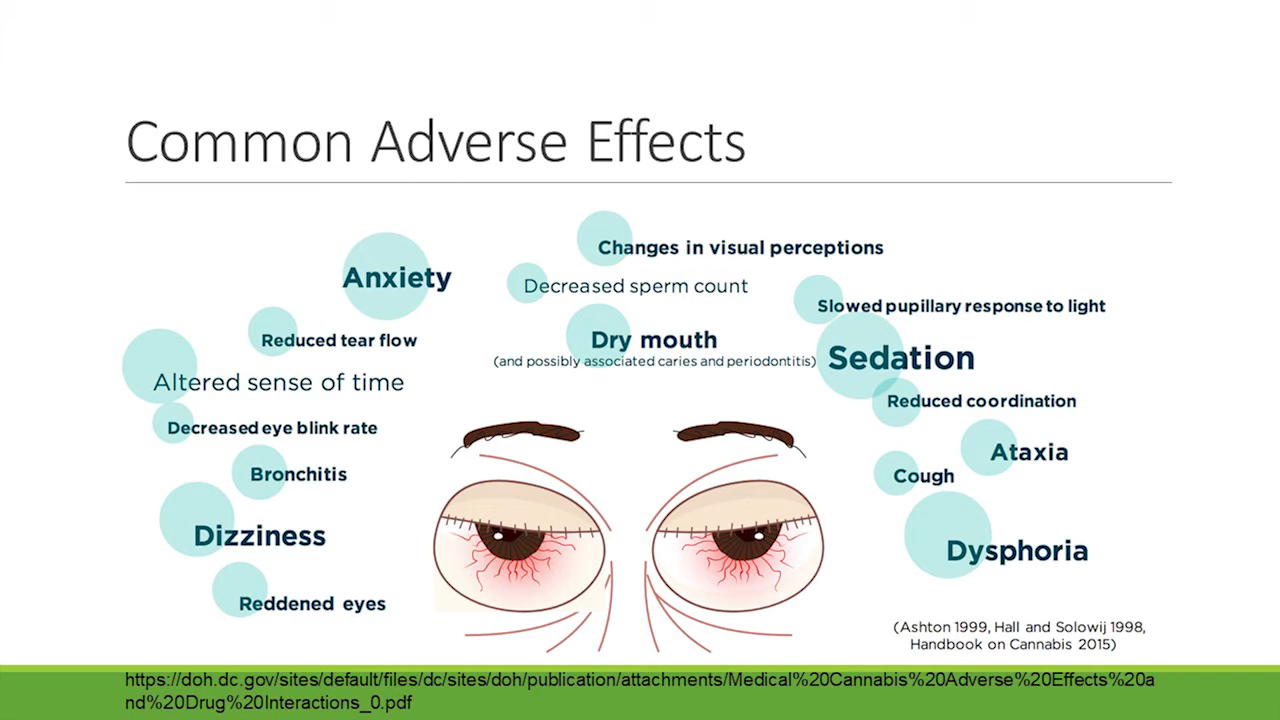 Common Adverse Effects
Anxiety
Changes in visual perceptions
Decreased sperm count
Slowed pupillary response to light
Reduced tear flow
Dry mouth
(and possibly associated caries and periodontitis)
Sedation
Altered sense of time
Reduced coordination
Decreased eye blink rate
Ataxia
Bronchitis
Cough
Dizziness
Dysphoria
Reddened eyes
(Ashton 1999, Hall and Solowij 1998,
Handbook on Cannabis 2015)
https://doh.dc.gov/sites/default/files/dc/sites/doh/publication/attachments/Medical%20Cannabis%20Adverse%20Effects%20a
nd%20Drug%20Interactions_0.pdf